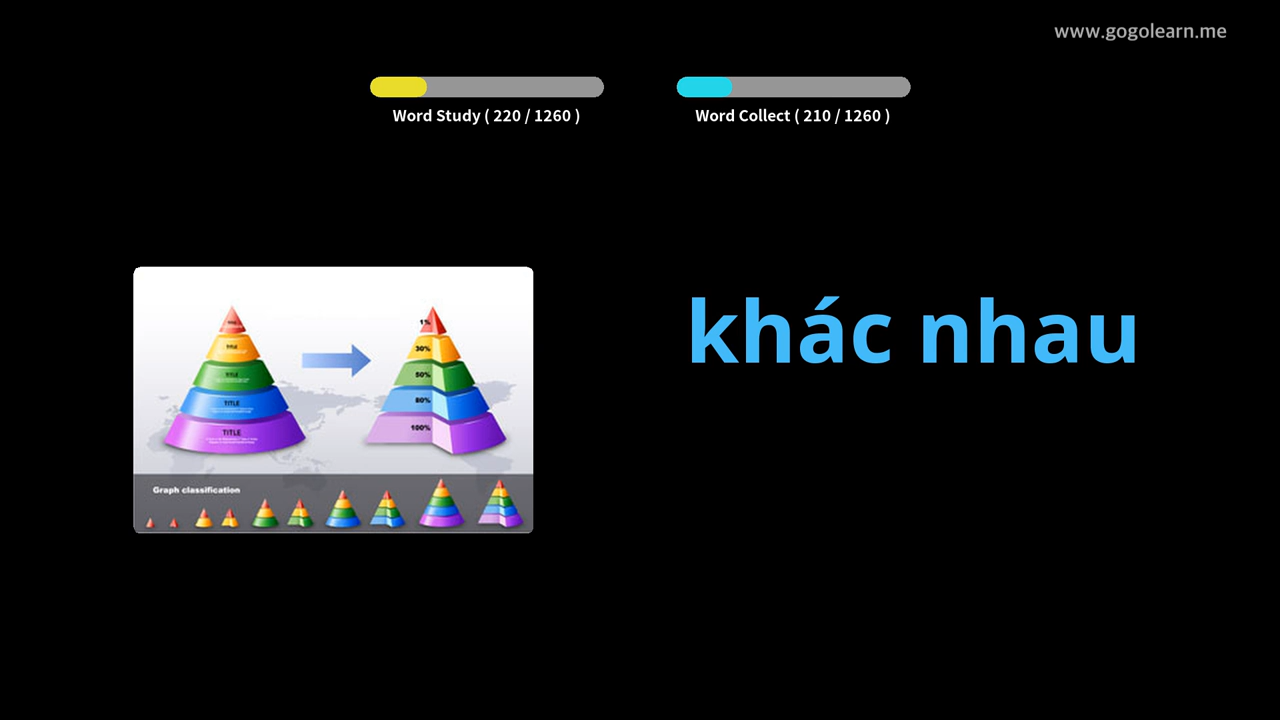 www.gogolearn.me
Word Study ( 220 / 1260 )
Word Collect ( 210 / 1260 )
khác nhau
TITLE
TITLE
TITLE
TITLE
1%
30%
50%
80%
100%
Graph classification